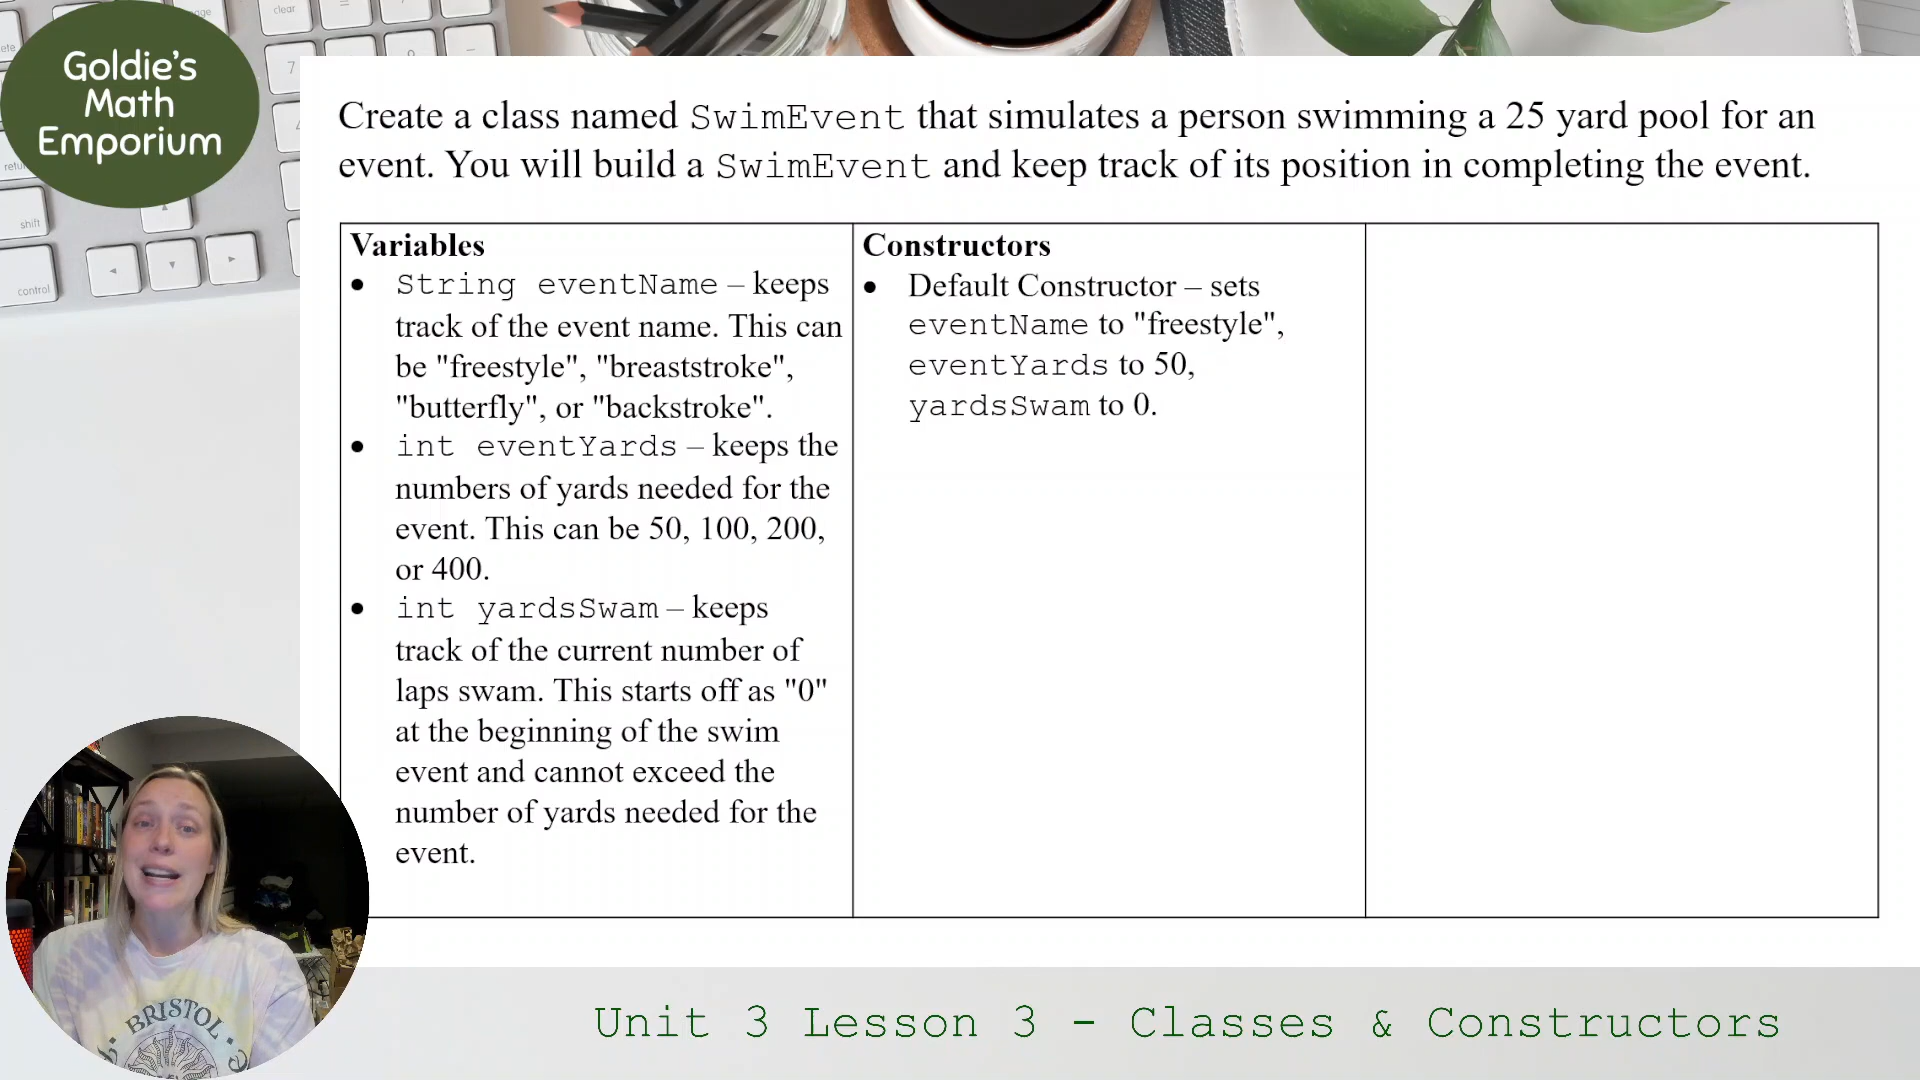 Goldie's
Math
Emporium
clear
7
shift
control
Create a class named SwimEvent that simulates a person swimming a 25 yard pool for an
event. You will build a SwimEvent and keep track of its position in completing the event.
Variables
• String eventName – keeps
track of the event name. This can
be "freestyle", "breaststroke",
"butterfly", or "backstroke".
• int eventYards – keeps the
numbers of yards needed for the
event. This can be 50, 100, 200,
or 400.
• int yardsSwam – keeps
track of the current number of
laps swam. This starts off as "0"
at the beginning of the swim
event and cannot exceed the
number of yards needed for the
event.
Constructors
• Default Constructor – sets
eventName to "freestyle",
eventYards to 50,
yardsSwam to 0.
BRISTOL
Unit 3 Lesson 3 - Classes & Constructors